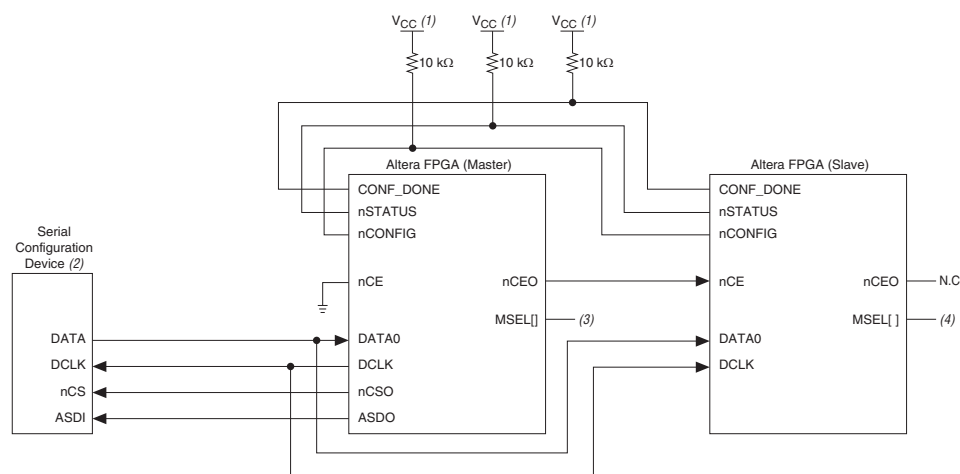 VCC (1) VCC (1) VCC (1)
10 kΩ 10 kΩ 10 kΩ
Altera FPGA (Master)
Altera FPGA (Slave)
CONF_DONE
nSTATUS
nCONFIG
nCE
nCEO
MSEL[] (3)
DATA0
DCLK
nCSO
ASDO
CONF_DONE
nSTATUS
nCONFIG
nCE
nCEO N.C
MSEL[ ] (4)
DATA0
DCLK
Serial
Configuration
Device (2)
DATA
DCLK
nCS
ASDI